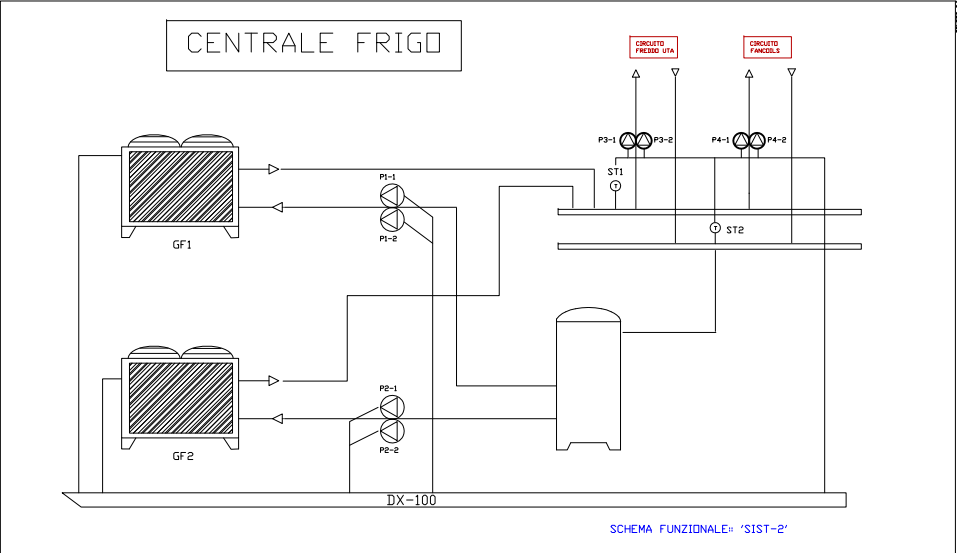 CENTRALE FRIGO
CIRCUITO
FREDDO UTA
CIRCUITO
FANCOILS
P3-1
P3-2
P4-1
P4-2
P1-1
ST1
T
P1-2
GF1
T
ST2
P2-1
P2-2
GF2
DX-100
SCHEMA FUNZIONALE: 'SIST-2'